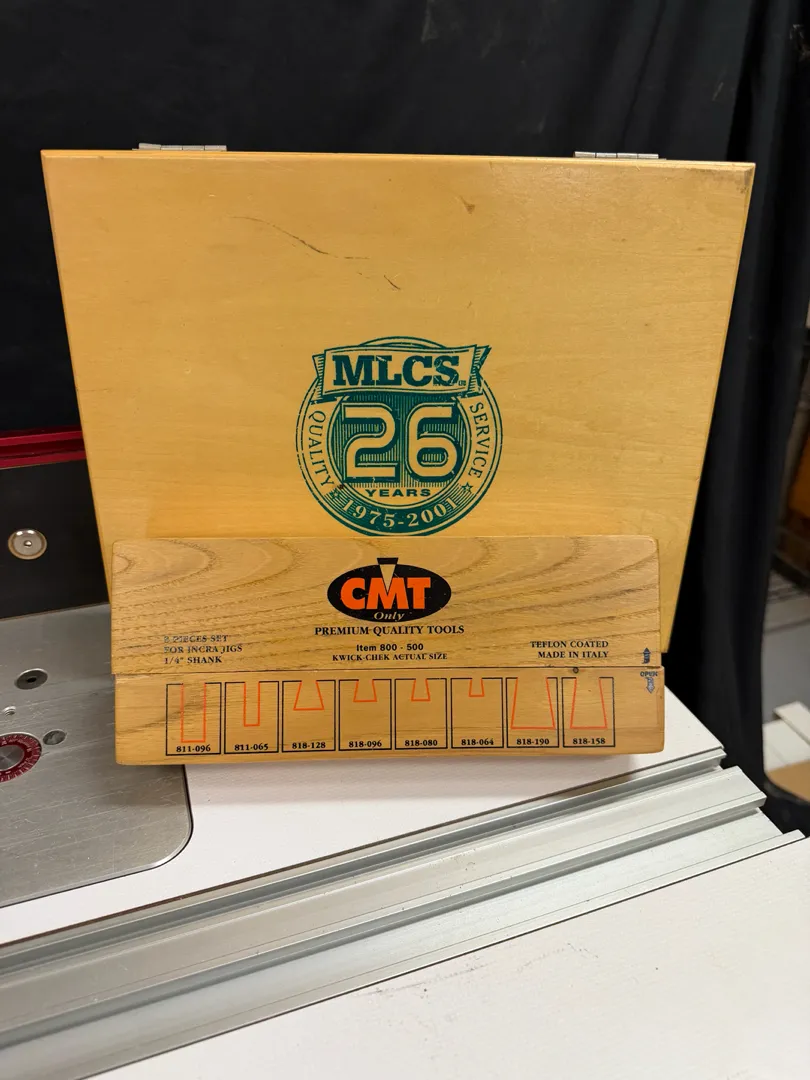 MLCS
QUALITY
SERVICE
26
YEARS
1975-2001
CMT
Only
PREMIUM QUALITY TOOLS
PIECES SET
FOR INCRA JIGS
1/4" SHANK
Item 800 - 500
KWICK-CHEK ACTUAL SIZE
TEFLON COATED
MADE IN ITALY
OPEN
811-096
811-065
818-128
818-096
818-080
818-064
818-190
818-158